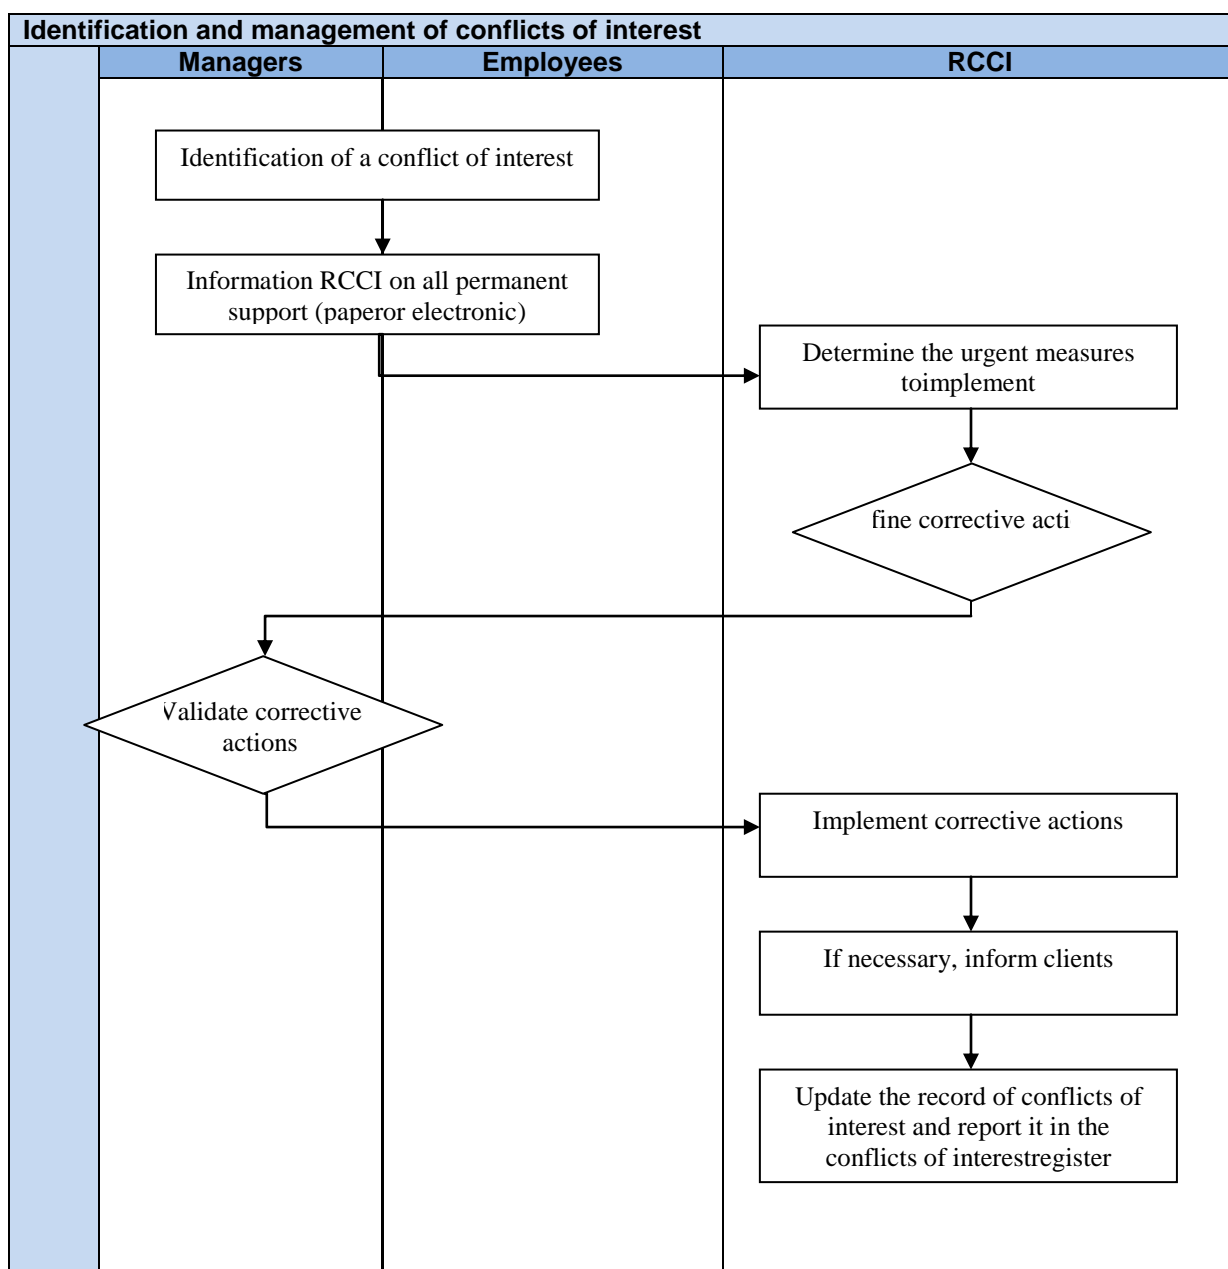 Identification and management of conflicts of interest
Managers
Employees
RCCI
Identification of a conflict of interest
Information RCCI on all permanent
support (paperor electronic)
Determine the urgent measures
toimplement
fine corrective acti
Validate corrective
actions
Implement corrective actions
If necessary, inform clients
Update the record of conflicts of
interest and report it in the
conflicts of interestregister